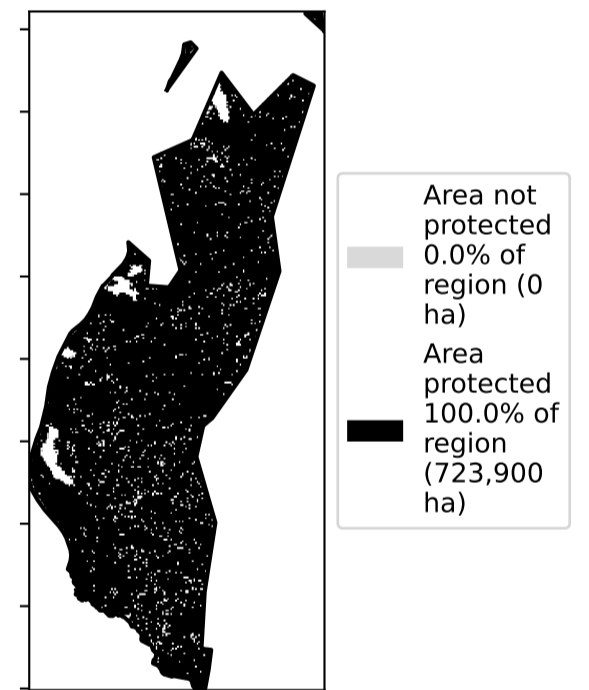 Area not
protected
0.0% of
region (0
ha)
Area
protected
100.0% of
region
(723,900
ha)